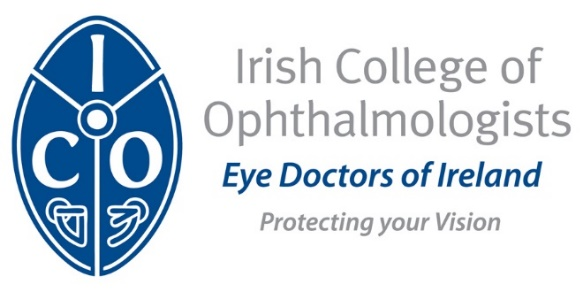 I
C O
Irish College of
Ophthalmologists
Eye Doctors of Ireland
Protecting your Vision